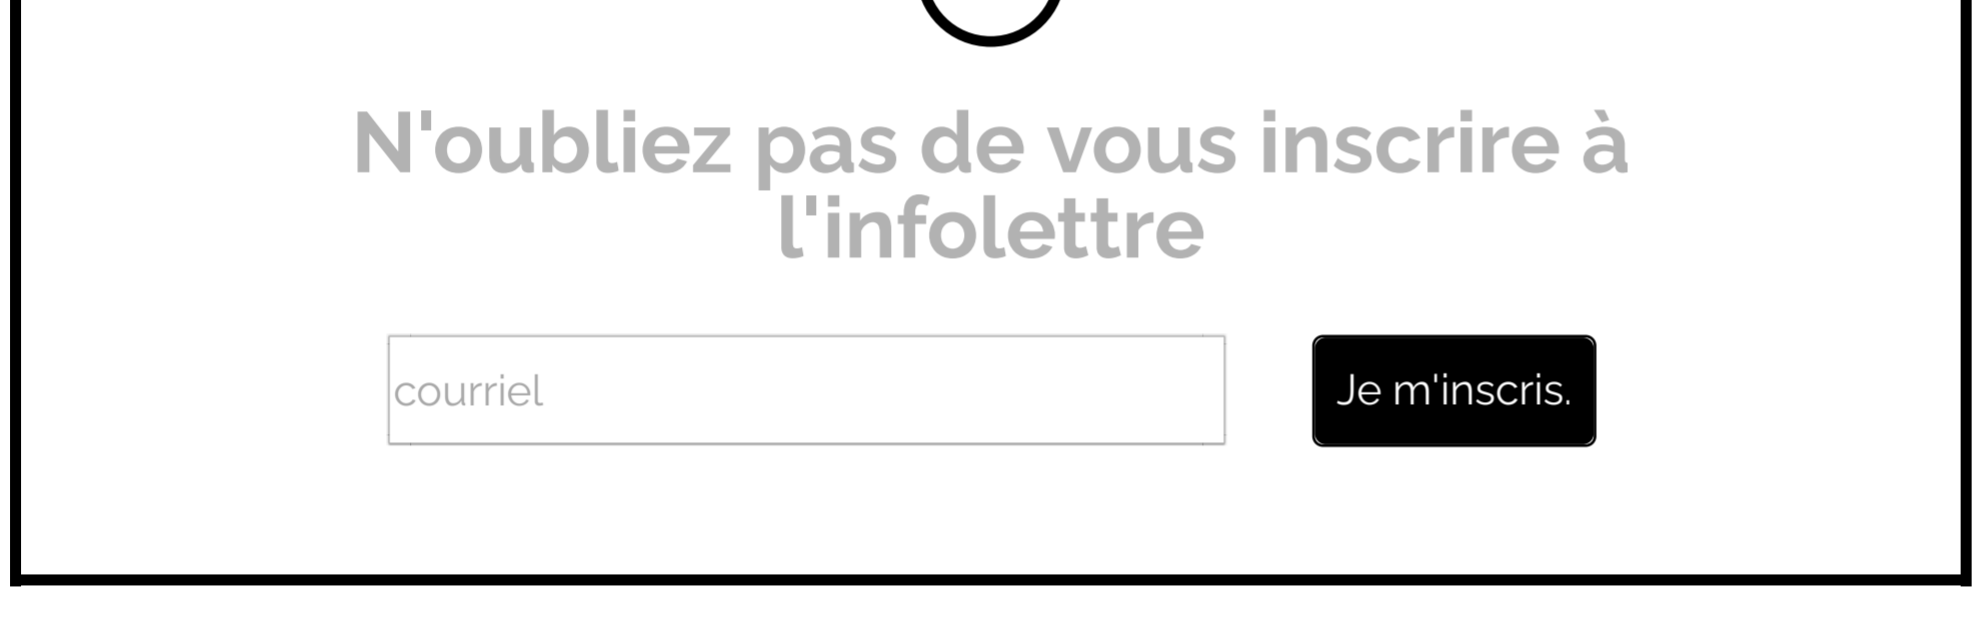 N'oubliez pas de vous inscrire à
l'infolettre
courriel
Je m'inscris.